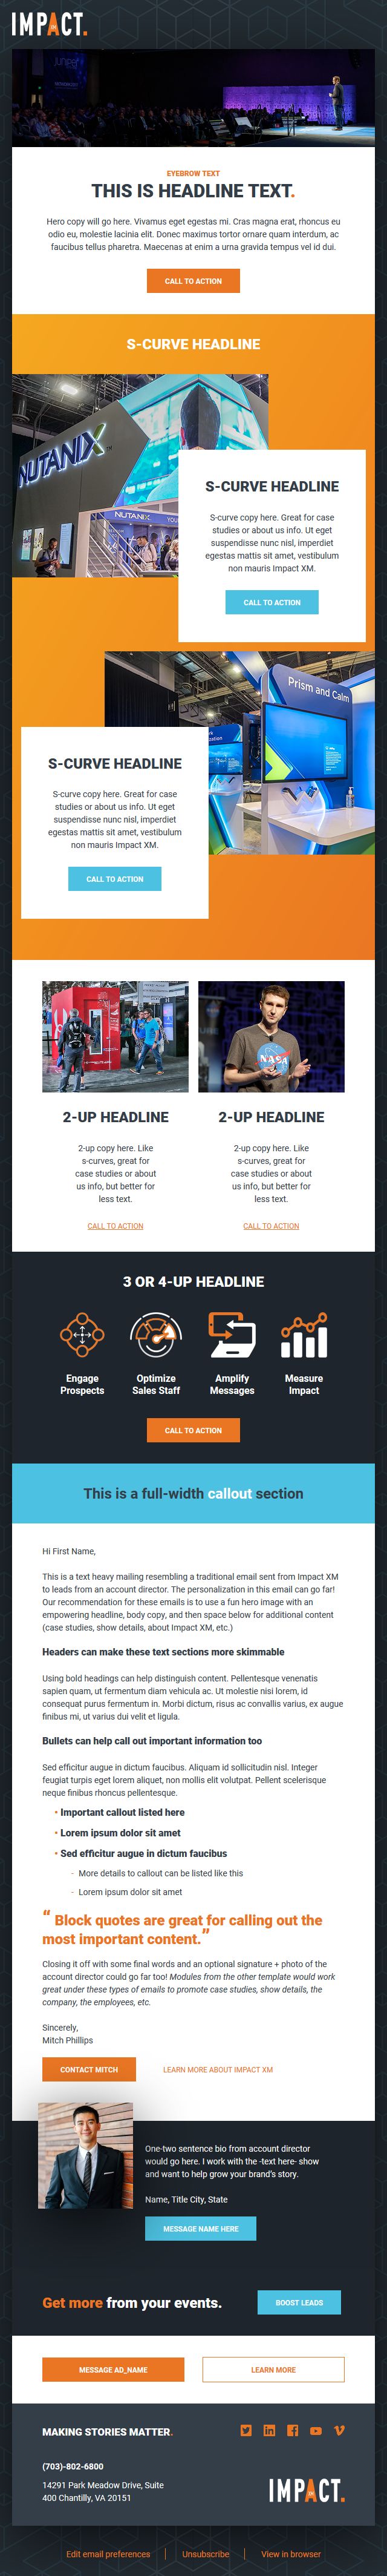 IMPACT.
XM
Juniper
EYEBROW TEXT
THIS IS HEADLINE TEXT.
Hero copy will go here. Vivamus eget egestas mi. Cras magna erat, rhoncus eu
odio eu, molestie lacinia elit. Donec maximus tortor ornare quam interdum, ac
faucibus tellus pharetra. Maecenas at enim a urna gravida tempus vel id dui.
CALL TO ACTION
S-CURVE HEADLINE
NUTANIX
NUTANIX
YOU
S-CURVE HEADLINE
S-curve copy here. Great for case
studies or about us info. Ut eget
suspendisse nunc nisl, imperdiet
egestas mattis sit amet, vestibulum
non mauris Impact XM.
CALL TO ACTION
Prism and Calm
S-CURVE HEADLINE
S-curve copy here. Great for case
studies or about us info. Ut eget
suspendisse nunc nisl, imperdiet
egestas mattis sit amet, vestibulum
non mauris Impact XM.
CALL TO ACTION
NASA
2-UP HEADLINE
2-up copy here. Like
s-curves, great for
case studies or about
us info, but better for
less text.
CALL TO ACTION
2-UP HEADLINE
2-up copy here. Like
s-curves, great for
case studies or about
us info, but better for
less text.
CALL TO ACTION
3 OR 4-UP HEADLINE
Engage
Prospects
Optimize
Sales Staff
Amplify
Messages
Measure
Impact
CALL TO ACTION
This is a full-width callout section
Hi First Name,
This is a text heavy mailing resembling a traditional email sent from Impact XM
to leads from an account director. The personalization in this email can go far!
Our recommendation for these emails is to use a fun hero image with an
empowering headline, body copy, and then space below for additional content
(case studies, show details, about Impact XM, etc.)
Headers can make these text sections more skimmable
Using bold headings can help distinguish content. Pellentesque venenatis
sapien quam, ut fermentum diam vehicula ac. Ut mattis nisi lorem, id
consequat purus fermentum in. Morbi dictum, risus ac convallis varius, ex augue
finibus mi, ut varius dui velit et ligula.
Bullets can help call out important information too
Sed efficitur augue in dictum faucibus. Aliquam id sollicitudin nisl. Integer
feugiat turpis eget lorem aliquet, non mollis elit volutpat. Pellent scelerisque
neque finibus rhoncus pellentesque.
• Important callout listed here
• Lorem ipsum dolor sit amet
• Sed efficitur augue in dictum faucibus
- More details to callout can be listed like this
- Lorem ipsum dolor sit amet
“ Block quotes are great for calling out the
most important content.”
Closing it off with some final words and an optional signature + photo of the
account director could go far too! Modules from the other template would work
great under these types of emails to promote case studies, show details, the
company, the employees, etc.
Sincerely,
Mitch Phillips
CONTACT MITCH
LEARN MORE ABOUT IMPACT XM
One-two sentence bio from account director
would go here. I work with the -text here- show
and want to help grow your brand's story.
Name, Title City, State
MESSAGE NAME HERE
Get more from your events.
BOOST LEADS
MESSAGE AD_NAME
LEARN MORE
MAKING STORIES MATTER.
(703)-802-6800
14291 Park Meadow Drive, Suite
400 Chantilly, VA 20151
IMPACT.
XM
Edit email preferences | Unsubscribe | View in browser